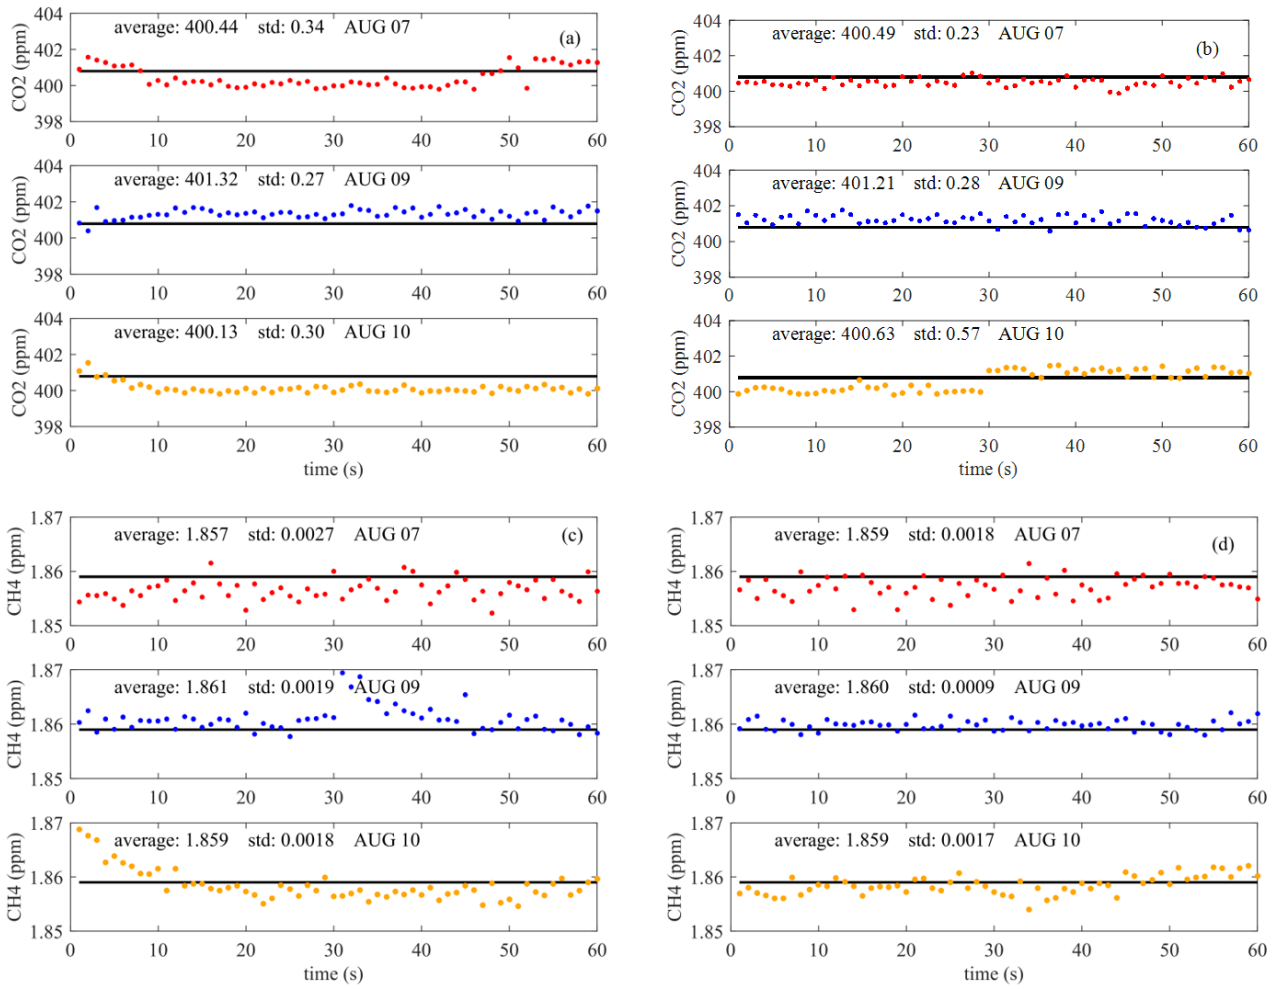 average: 400.44 std: 0.34 AUG 07
(a)
CO2 (ppm)
404
402
400
398
0 10 20 30 40 50 60
average: 401.32 std: 0.27 AUG 09
CO2 (ppm)
404
402
400
398
0 10 20 30 40 50 60
average: 400.13 std: 0.30 AUG 10
CO2 (ppm)
404
402
400
398
0 10 20 30 40 50 60
time (s)
average: 400.49 std: 0.23 AUG 07
(b)
CO2 (ppm)
404
402
400
398
0 10 20 30 40 50 60
average: 401.21 std: 0.28 AUG 09
CO2 (ppm)
404
402
400
398
0 10 20 30 40 50 60
average: 400.63 std: 0.57 AUG 10
CO2 (ppm)
404
402
400
398
0 10 20 30 40 50 60
time (s)
average: 1.857 std: 0.0027 AUG 07
(c)
CH4 (ppm)
1.87
1.86
1.85
0 10 20 30 40 50 60
average: 1.861 std: 0.0019 AUG 09
CH4 (ppm)
1.87
1.86
1.85
0 10 20 30 40 50 60
average: 1.859 std: 0.0018 AUG 10
CH4 (ppm)
1.87
1.86
1.85
0 10 20 30 40 50 60
time (s)
average: 1.859 std: 0.0018 AUG 07
(d)
CH4 (ppm)
1.87
1.86
1.85
0 10 20 30 40 50 60
average: 1.860 std: 0.0009 AUG 09
CH4 (ppm)
1.87
1.86
1.85
0 10 20 30 40 50 60
average: 1.859 std: 0.0017 AUG 10
CH4 (ppm)
1.87
1.86
1.85
0 10 20 30 40 50 60
time (s)